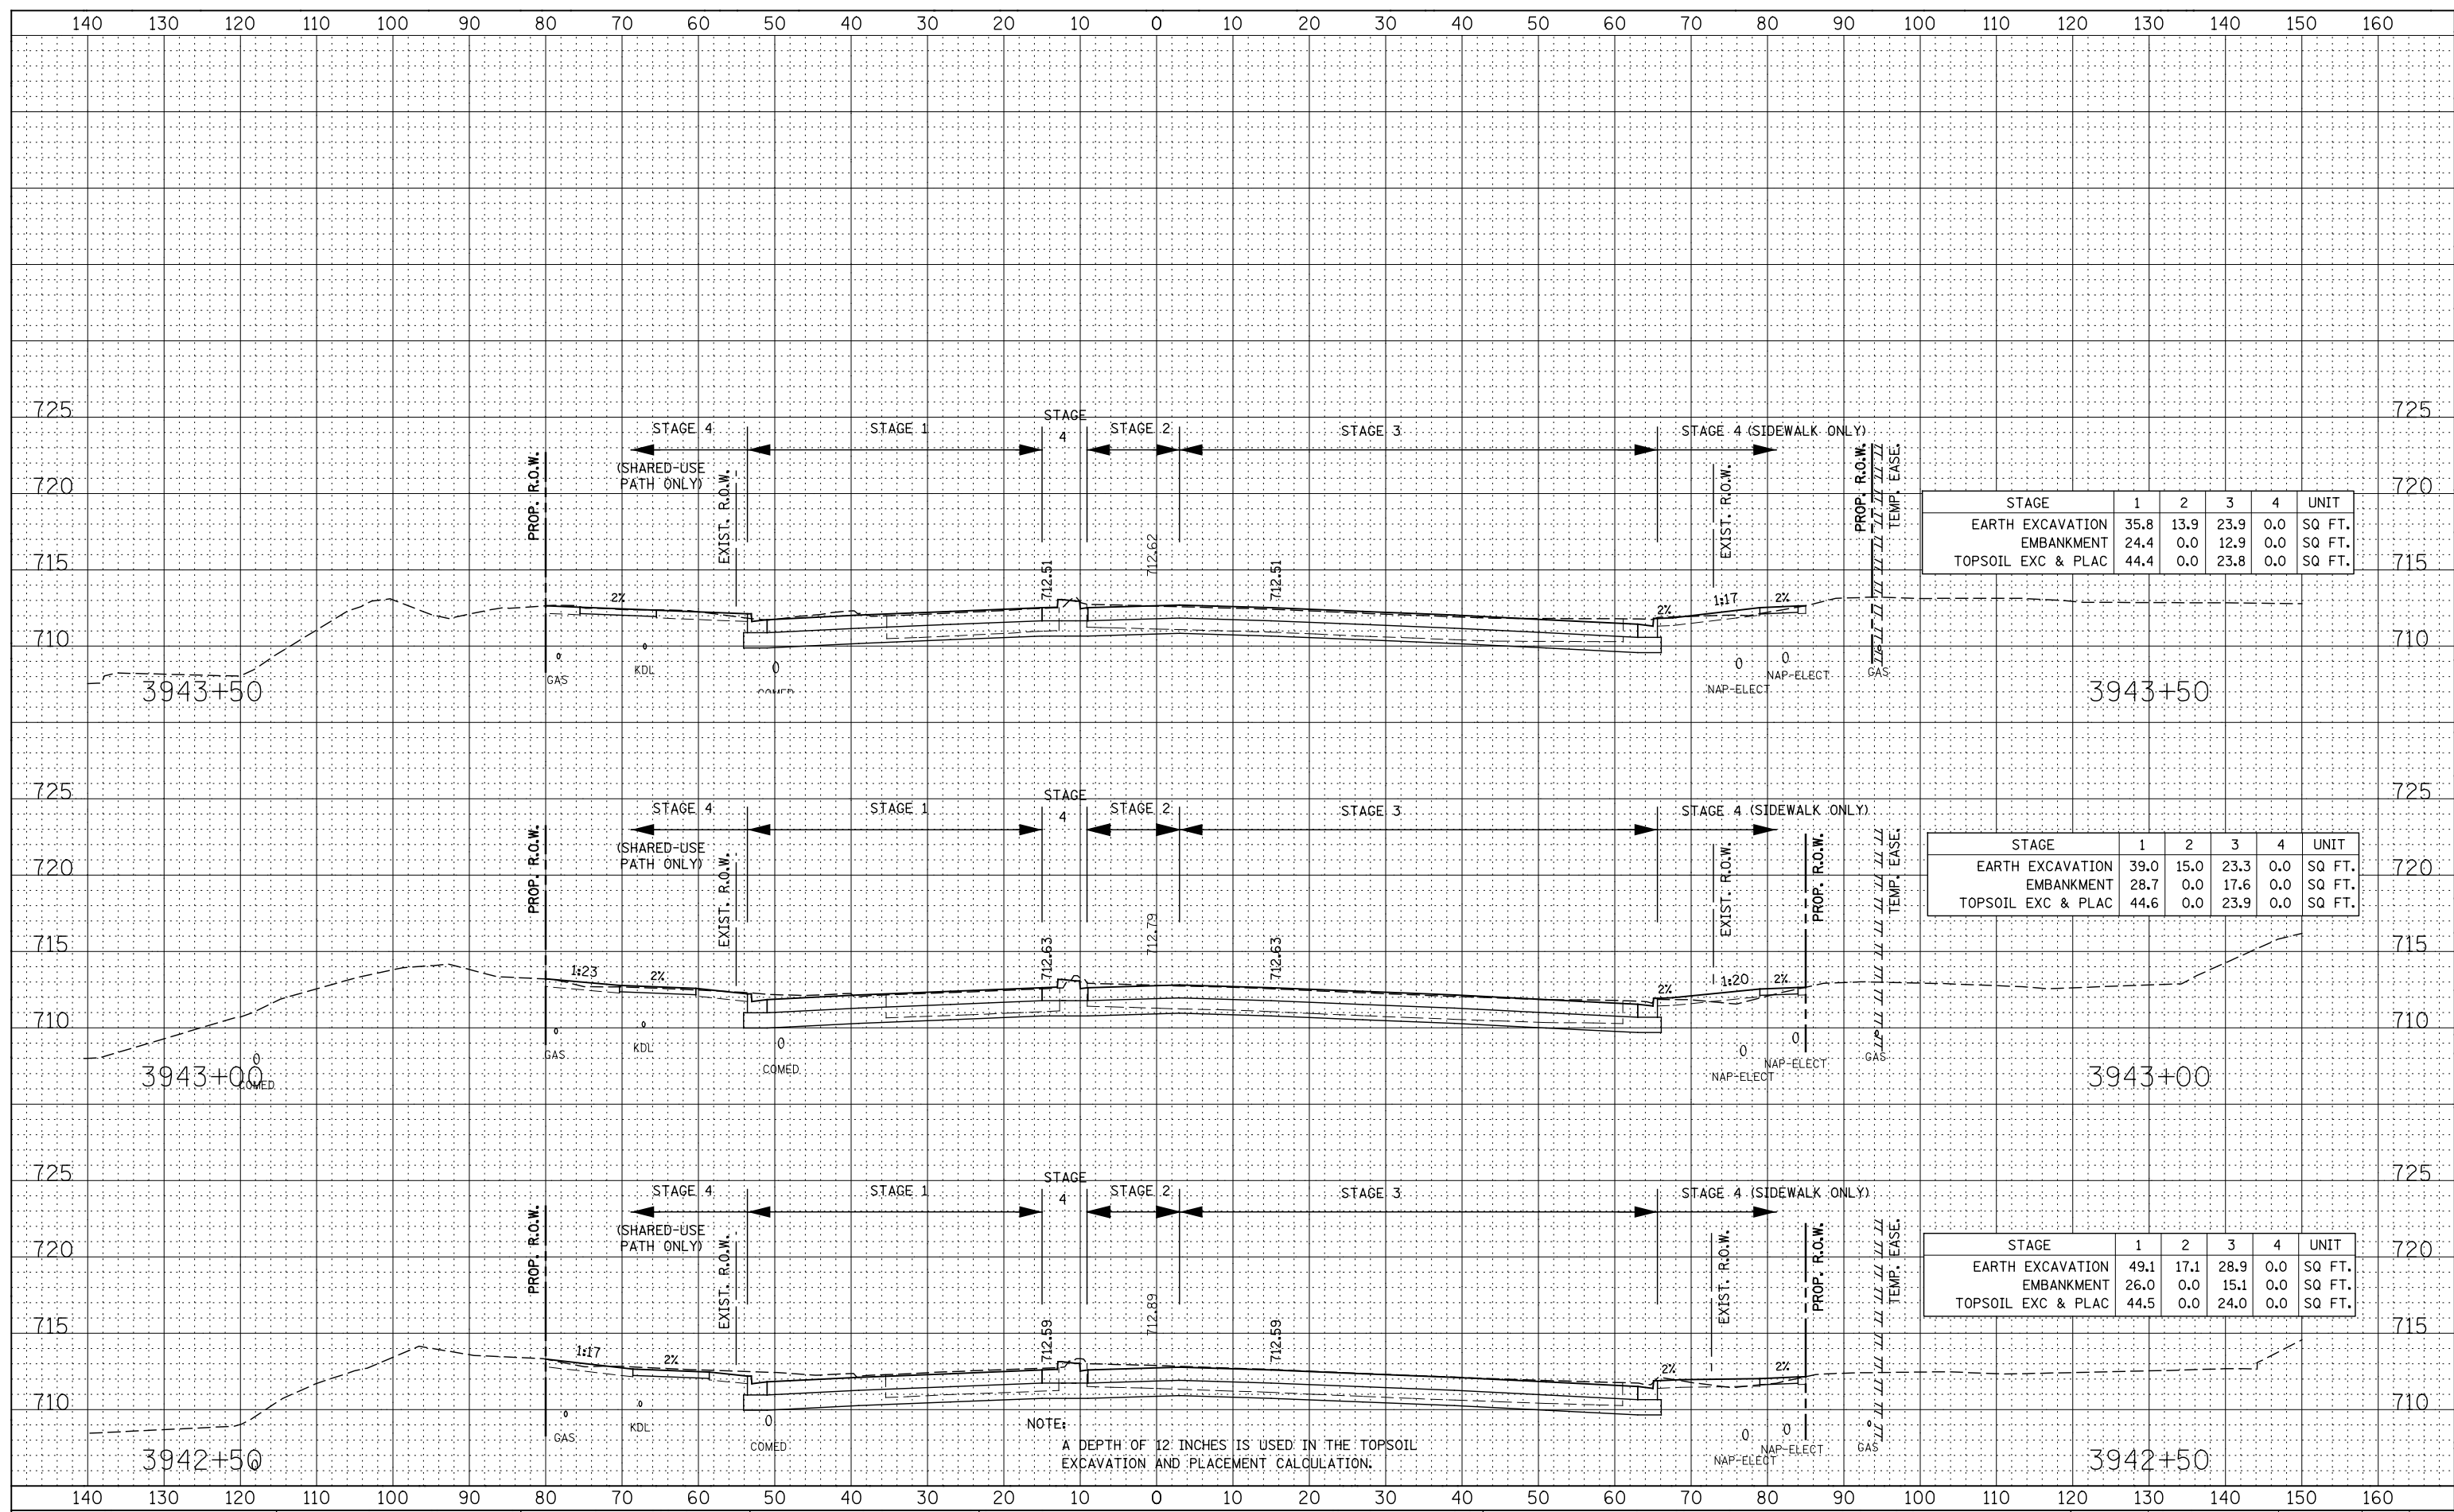 140 130 120 110 100 90 80 70 60 50 40 30 20 10 0 10 20 30 40 50 60 70 80 90 100 110 120 130 140 150 160
725 725
STAGE
STAGE 4 STAGE 1 4 STAGE 2 STAGE 3 STAGE 4 (SIDEWALK ONLY)
(SHARED-USE
PATH ONLY)
PROP. R.O.W.
EXIST. R.O.W.
EXIST. R.O.W.
PROP. R.O.W.
TEMP. EASE.
720 720
STAGE 1 2 3 4 UNIT
EARTH EXCAVATION 35.8 13.9 23.9 0.0 SQ FT.
EMBANKMENT 24.4 0.0 12.9 0.0 SQ FT.
TOPSOIL EXC & PLAC 44.4 0.0 23.8 0.0 SQ FT.
715 715
712.51
712.62
712.51
2% 2% 1:17 2%
710 710
GAS KDL COMED NAP-ELECT NAP-ELECT GAS
3943+50 3943+50
725 725
STAGE
STAGE 4 STAGE 1 4 STAGE 2 STAGE 3 STAGE 4 (SIDEWALK ONLY)
(SHARED-USE
PATH ONLY)
PROP. R.O.W.
EXIST. R.O.W.
EXIST. R.O.W.
PROP. R.O.W.
TEMP. EASE.
720 720
STAGE 1 2 3 4 UNIT
EARTH EXCAVATION 39.0 15.0 23.3 0.0 SQ FT.
EMBANKMENT 28.7 0.0 17.6 0.0 SQ FT.
TOPSOIL EXC & PLAC 44.6 0.0 23.9 0.0 SQ FT.
715 715
712.63
712.79
712.63
1:23 2% 2% 1:20 2%
710 710
COMED GAS KDL COMED NAP-ELECT NAP-ELECT GAS
3943+00 3943+00
725 725
STAGE
STAGE 4 STAGE 1 4 STAGE 2 STAGE 3 STAGE 4 (SIDEWALK ONLY)
(SHARED-USE
PATH ONLY)
PROP. R.O.W.
EXIST. R.O.W.
EXIST. R.O.W.
PROP. R.O.W.
TEMP. EASE.
720 720
STAGE 1 2 3 4 UNIT
EARTH EXCAVATION 49.1 17.1 28.9 0.0 SQ FT.
EMBANKMENT 26.0 0.0 15.1 0.0 SQ FT.
TOPSOIL EXC & PLAC 44.5 0.0 24.0 0.0 SQ FT.
715 715
712.59
712.89
712.59
1:17 2% 2% 2%
710 710
GAS KDL COMED NAP-ELECT NAP-ELECT GAS
NOTE:
A DEPTH OF 12 INCHES IS USED IN THE TOPSOIL
EXCAVATION AND PLACEMENT CALCULATION.
3942+50 3942+50
140 130 120 110 100 90 80 70 60 50 40 30 20 10 0 10 20 30 40 50 60 70 80 90 100 110 120 130 140 150 160